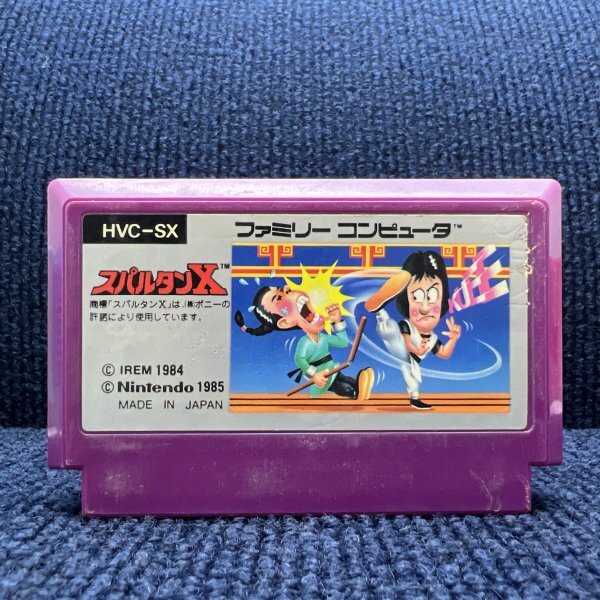 HVC-SX
ファミリー コンピュータ™
スパルタンX™
商標「スパルタンX」は、(株)ポニーの
許諾により使用しています。
© IREM 1984
© Nintendo 1985
MADE IN JAPAN